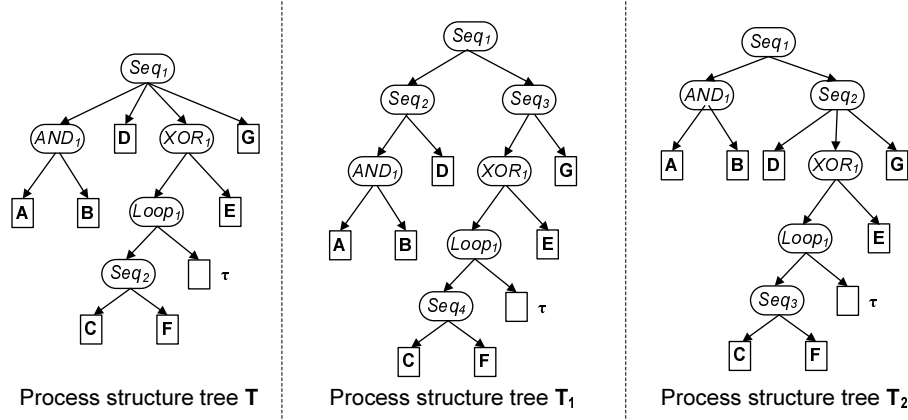 Seq1
AND1
D
XOR1
G
A
B
Loop1
E
Seq2
τ
C
F
Process structure tree T
Seq1
Seq2
Seq3
AND1
D
XOR1
G
A
B
Loop1
E
Seq4
τ
C
F
Process structure tree T1
Seq1
AND1
Seq2
A
B
D
XOR1
G
Loop1
E
Seq3
τ
C
F
Process structure tree T2